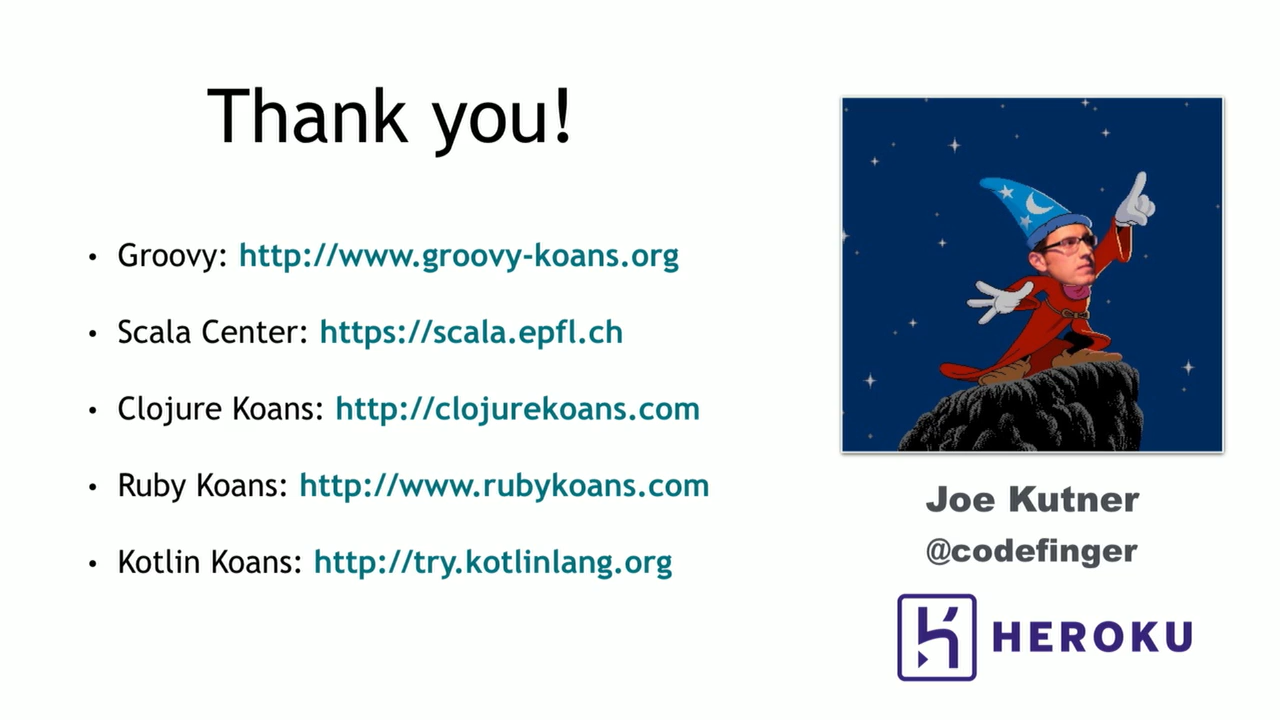 Thank you!
• Groovy: http://www.groovy-koans.org
• Scala Center: https://scala.epfl.ch
• Clojure Koans: http://clojurekoans.com
• Ruby Koans: http://www.rubykoans.com
• Kotlin Koans: http://try.kotlinlang.org
Joe Kutner
@codefinger
HEROKU